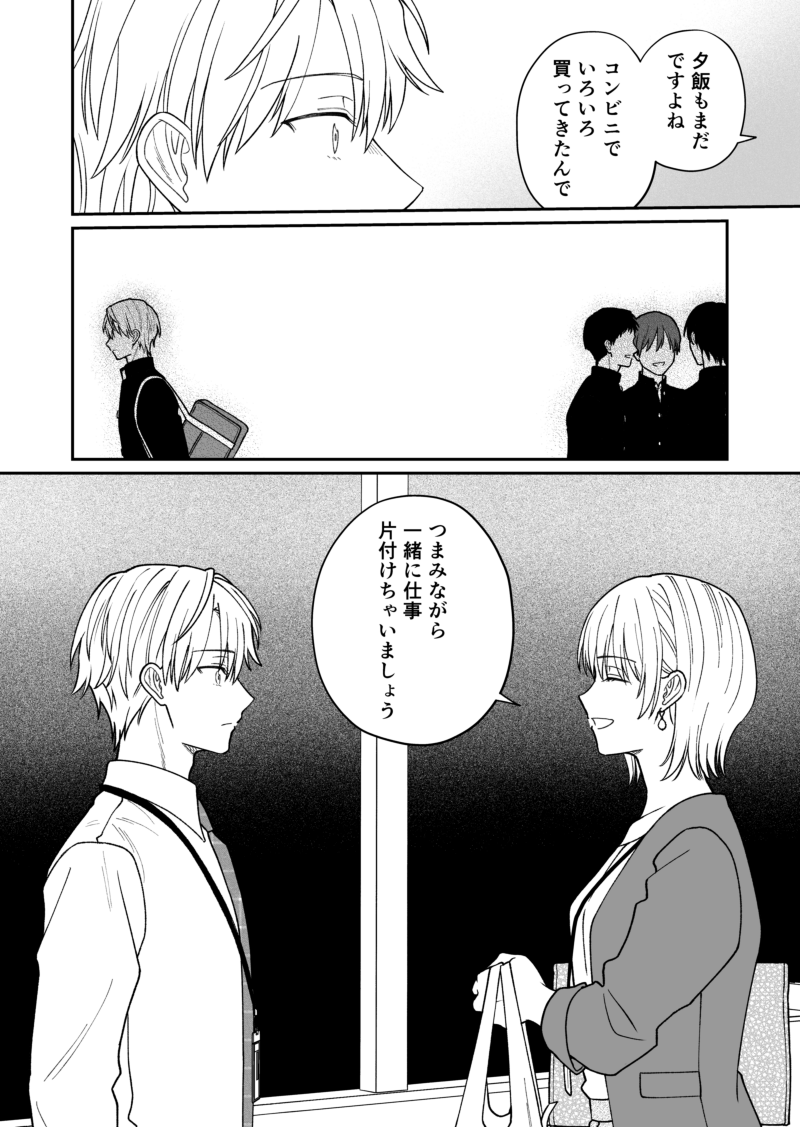 夕飯もまだ
ですよね
コンビニで
いろいろ
買ってきたんで
つまみながら
一緒に仕事
片付けちゃいましょう